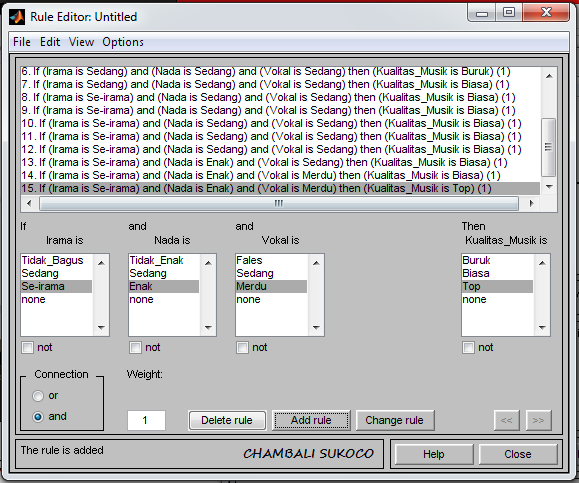 Rule Editor: Untitled
File Edit View Options
6. If (Irama is Sedang) and (Nada is Sedang) and (Vokal is Sedang) then (Kualitas_Musik is Buruk) (1)
7. If (Irama is Sedang) and (Nada is Sedang) and (Vokal is Sedang) then (Kualitas_Musik is Biasa) (1)
8. If (Irama is Se-irama) and (Nada is Sedang) and (Vokal is Sedang) then (Kualitas_Musik is Biasa) (1)
9. If (Irama is Se-irama) and (Nada is Sedang) and (Vokal is Sedang) then (Kualitas_Musik is Biasa) (1)
10. If (Irama is Se-irama) and (Nada is Sedang) and (Vokal is Sedang) then (Kualitas_Musik is Biasa) (1)
11. If (Irama is Se-irama) and (Nada is Sedang) and (Vokal is Sedang) then (Kualitas_Musik is Biasa) (1)
12. If (Irama is Se-irama) and (Nada is Sedang) and (Vokal is Sedang) then (Kualitas_Musik is Biasa) (1)
13. If (Irama is Se-irama) and (Nada is Enak) and (Vokal is Sedang) then (Kualitas_Musik is Biasa) (1)
14. If (Irama is Se-irama) and (Nada is Enak) and (Vokal is Merdu) then (Kualitas_Musik is Biasa) (1)
15. If (Irama is Se-irama) and (Nada is Enak) and (Vokal is Merdu) then (Kualitas_Musik is Top) (1)
If and and Then
Irama is Nada is Vokal is Kualitas_Musik is
Tidak_Bagus Tidak_Enak Fales Buruk
Sedang Sedang Sedang Biasa
Se-irama Enak Merdu Top
none none none none
not not not not
Connection Weight:
or
and 1 Delete rule Add rule Change rule << >>
The rule is added CHAMBALI SUKOCO Help Close